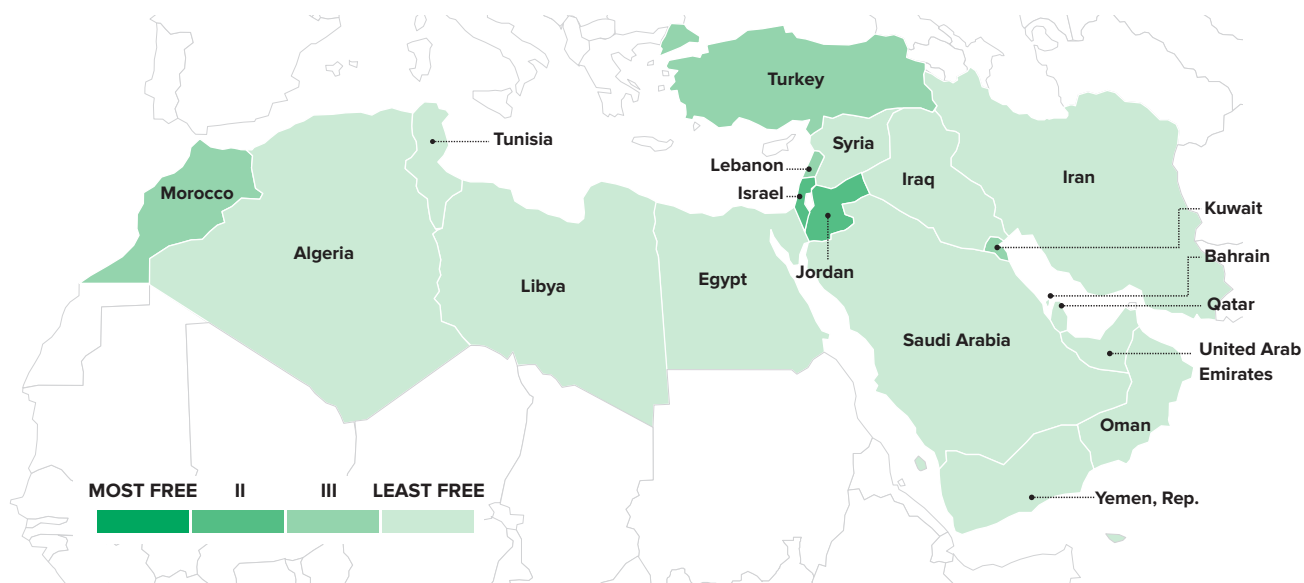 Turkey
Tunisia
Syria
Lebanon
Iraq
Iran
Morocco
Israel
Kuwait
Algeria
Bahrain
Jordan
Egypt
Libya
Qatar
Saudi Arabia
United Arab
Emirates
Oman
MOST FREE II III LEAST FREE
Yemen, Rep.